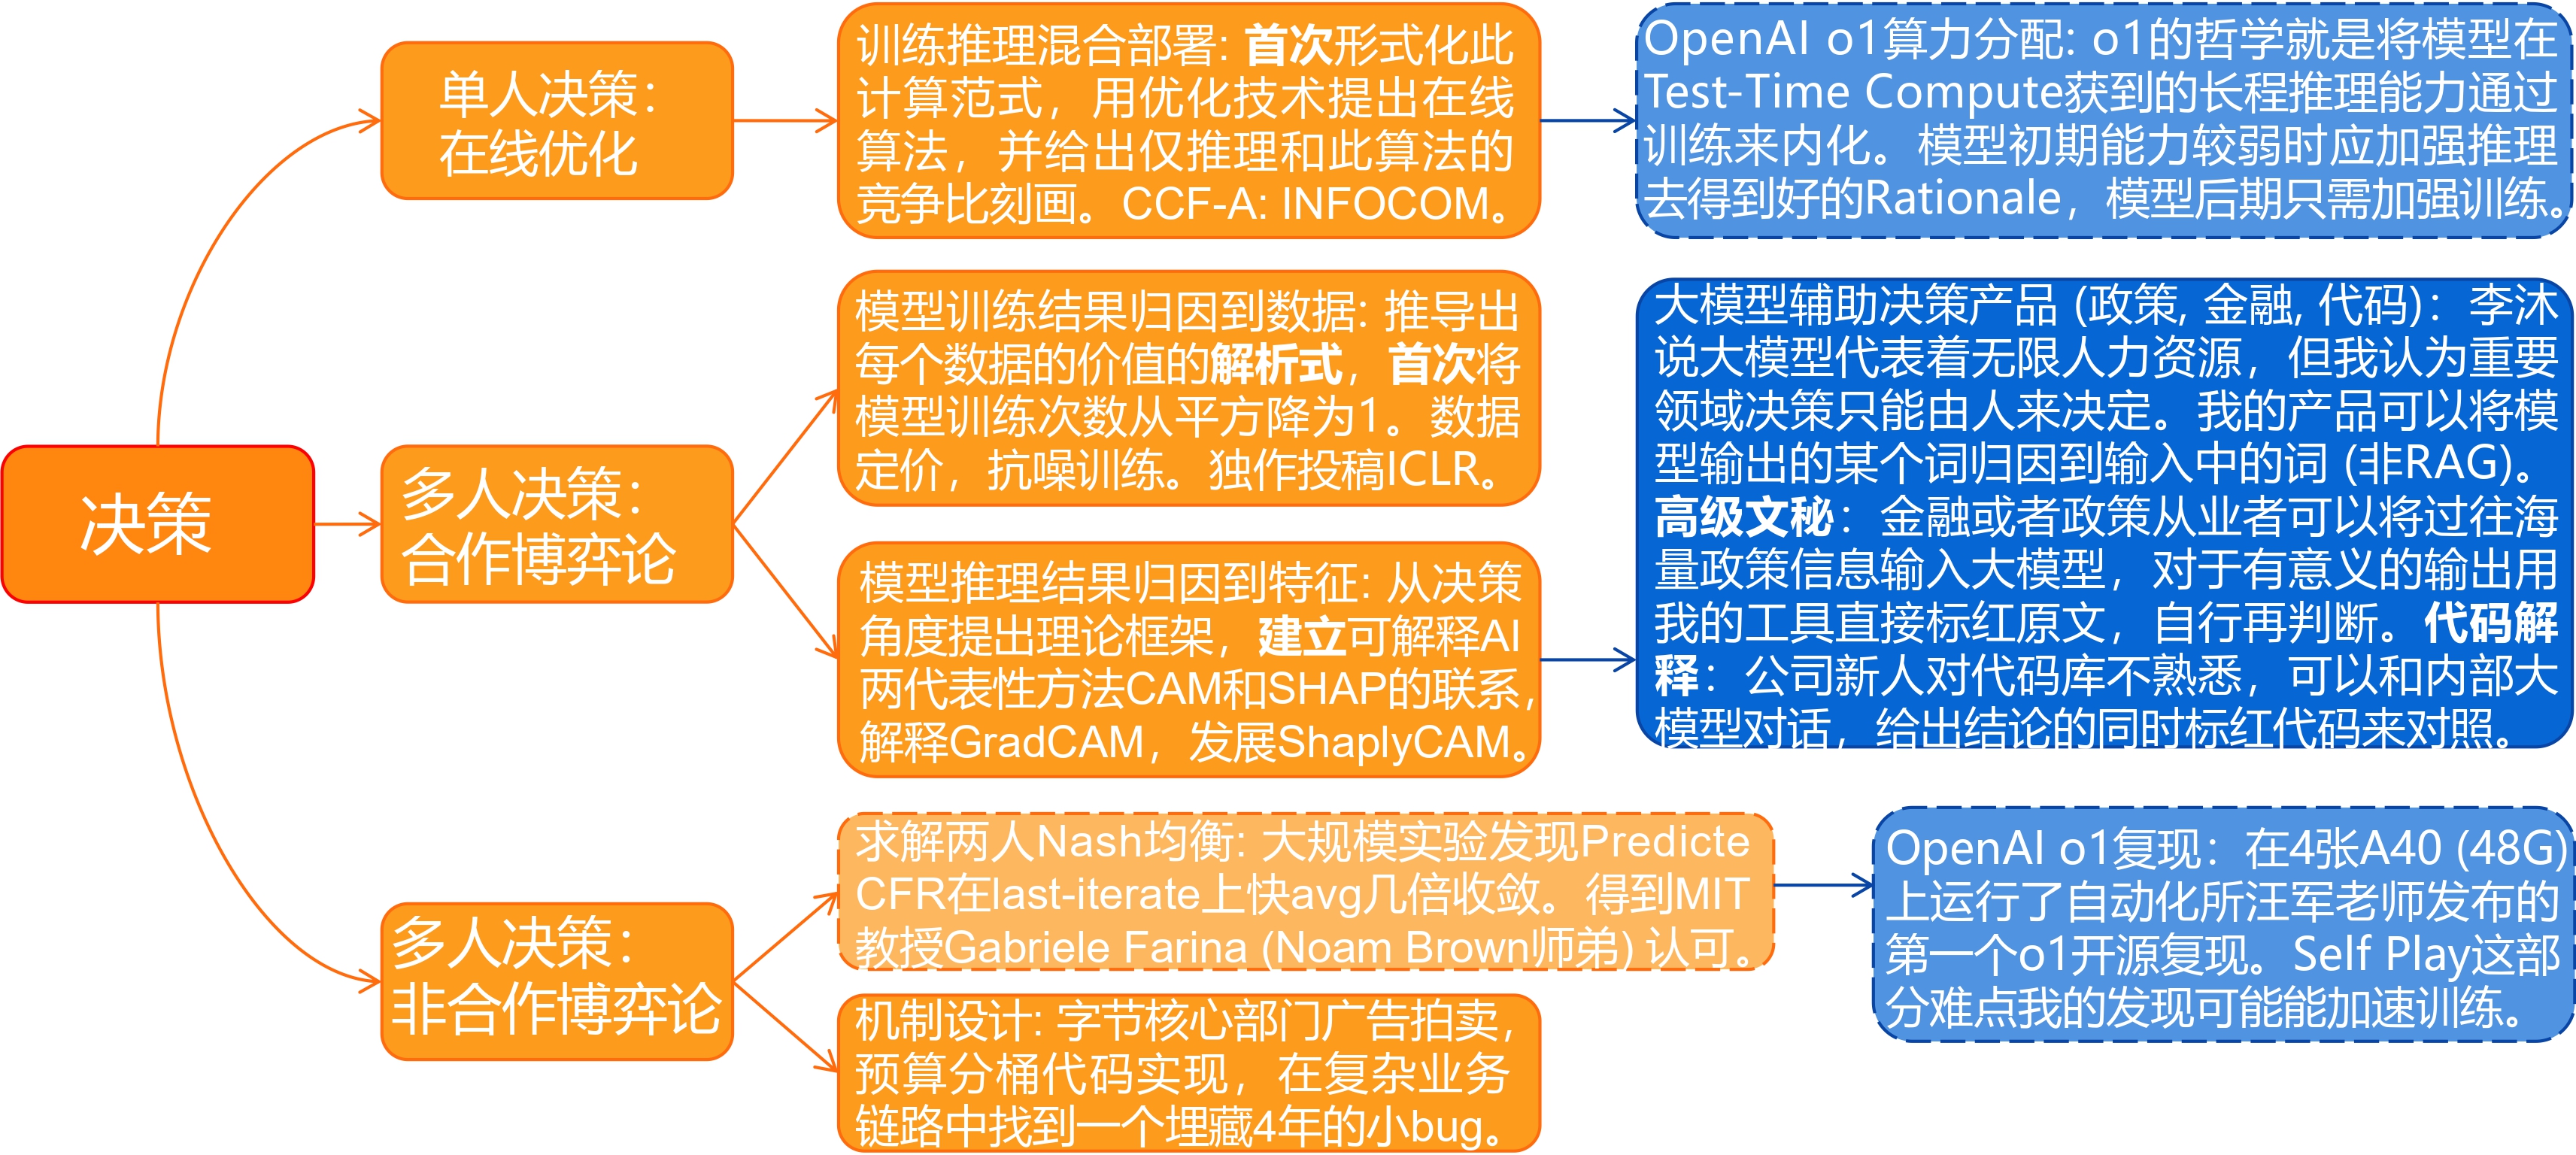 决策
单人决策：
在线优化
训练推理混合部署: 首次形式化此
计算范式，用优化技术提出在线
算法，并给出仅推理和此算法的
竞争比刻画。CCF-A: INFOCOM。
OpenAI o1算力分配: o1的哲学就是将模型在
Test-Time Compute获到的长程推理能力通过
训练来内化。模型初期能力较弱时应加强推理
去得到好的Rationale，模型后期只需加强训练。
多人决策：
合作博弈论
模型训练结果归因到数据: 推导出
每个数据的价值的解析式，首次将
模型训练次数从平方降为1。数据
定价，抗噪训练。独作投稿ICLR。
模型推理结果归因到特征: 从决策
角度提出理论框架，建立可解释AI
两代表性方法CAM和SHAP的联系，
解释GradCAM，发展ShaplyCAM。
大模型辅助决策产品 (政策, 金融, 代码)：李沐
说大模型代表着无限人力资源，但我认为重要
领域决策只能由人来决定。我的产品可以将模
型输出的某个词归因到输入中的词 (非RAG)。
高级文秘：金融或者政策从业者可以将过往海
量政策信息输入大模型，对于有意义的输出用
我的工具直接标红原文，自行再判断。代码解
释：公司新人对代码库不熟悉，可以和内部大
模型对话，给出结论的同时标红代码来对照。
多人决策：
非合作博弈论
求解两人Nash均衡: 大规模实验发现Predicte
CFR在last-iterate上快avg几倍收敛。得到MIT
教授Gabriele Farina (Noam Brown师弟) 认可。
OpenAI o1复现：在4张A40 (48G)
上运行了自动化所汪军老师发布的
第一个o1开源复现。Self Play这部
分难点我的发现可能能加速训练。
机制设计: 字节核心部门广告拍卖，
预算分桶代码实现，在复杂业务
链路中找到一个埋藏4年的小bug。